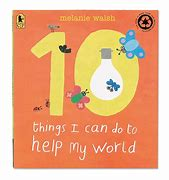 melanie walsh
10
things I can do to
help my world